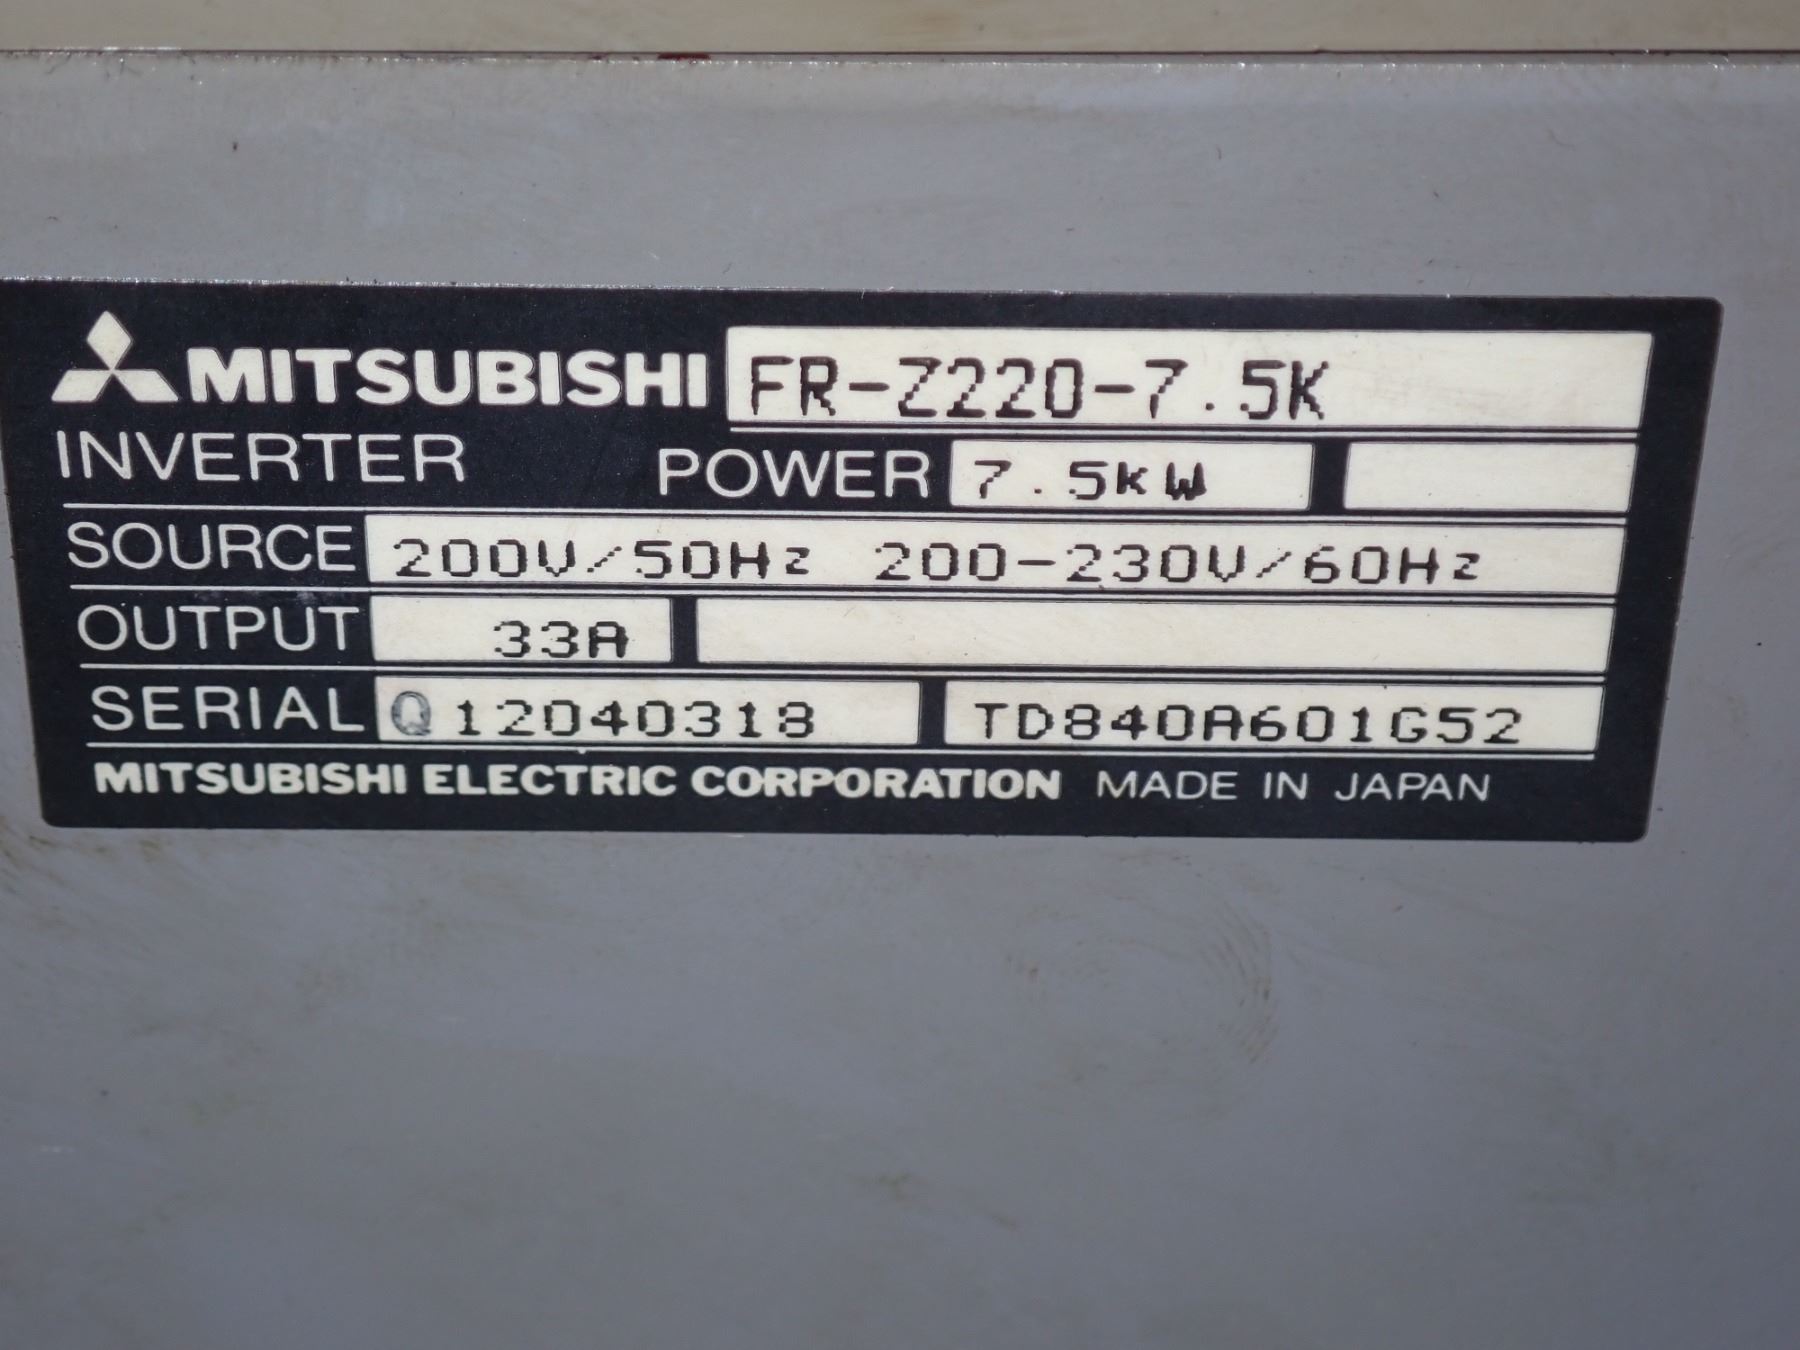 MITSUBISHI FR-Z220-7.5K
INVERTER POWER 7.5kW
SOURCE 200V/50Hz 200-230V/60Hz
OUTPUT 33A
SERIAL Q12040318 TD840A601G52
MITSUBISHI ELECTRIC CORPORATION MADE IN JAPAN